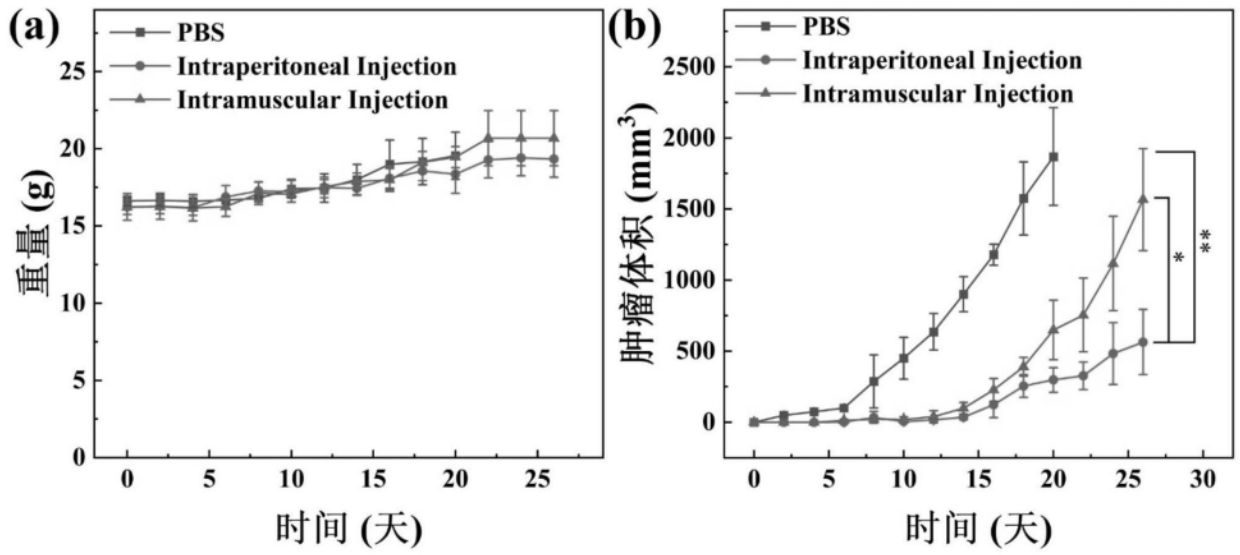 (a)
PBS
Intraperitoneal Injection
Intramuscular Injection
25
20
15
10
5
0
重量 (g)
0 5 10 15 20 25
时间 (天)
(b)
PBS
Intraperitoneal Injection
Intramuscular Injection
2500
2000
1500
1000
500
0
肿瘤体积 (mm³)
*
**
0 5 10 15 20 25 30
时间 (天)